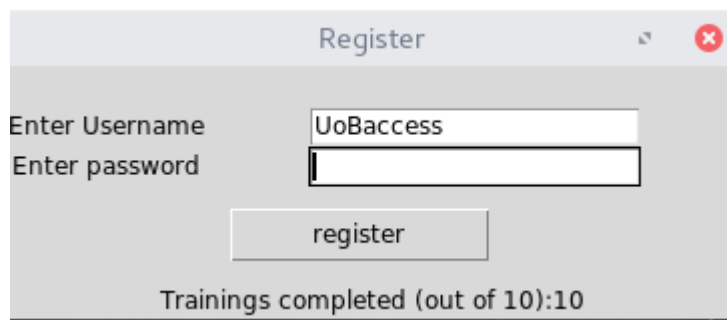 Register
Enter Username UoBaccess
Enter password
register
Trainings completed (out of 10):10